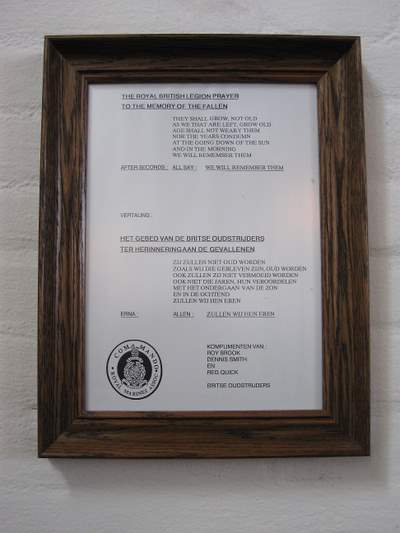 THE ROYAL BRITISH LEGION PRAYER
TO THE MEMORY OF THE FALLEN
THEY SHALL GROW, NOT OLD
AS WE THAT ARE LEFT, GROW OLD
AGE SHALL NOT WEARY THEM
NOR THE YEARS CONDEMN
AT THE GOING DOWN OF THE SUN
AND IN THE MORNING
WE WILL REMEMBER THEM
AFTER SECONDS : ALL SAY : WE WILL REMEMBER THEM
VERTALING :
HET GEBED VAN DE BRITSE OUDSTRIJDERS
TER HERINNERING AAN DE GEVALLENEN
ZIJ ZULLEN NIET OUD WORDEN
ZOALS WIJ DIE GEBLEVEN ZIJN, OUD WORDEN
OOK ZULLEN ZIJ NIET VERMOEID WORDEN
OOK NIET DIE JAREN, HUN VEROORDELEN
MET HET ONDERGAAN VAN DE ZON
EN IN DE OCHTEND
ZULLEN WIJ HEN EREN
ERNA : ALLEN : ZULLEN WIJ HEN EREN
COMMANDO
ROYAL MARINES ASSOC
KOMPLIMENTEN VAN :
ROY BROOK
DENNIS SMITH
EN
REG QUICK
BRITSE OUDSTRIJDERS